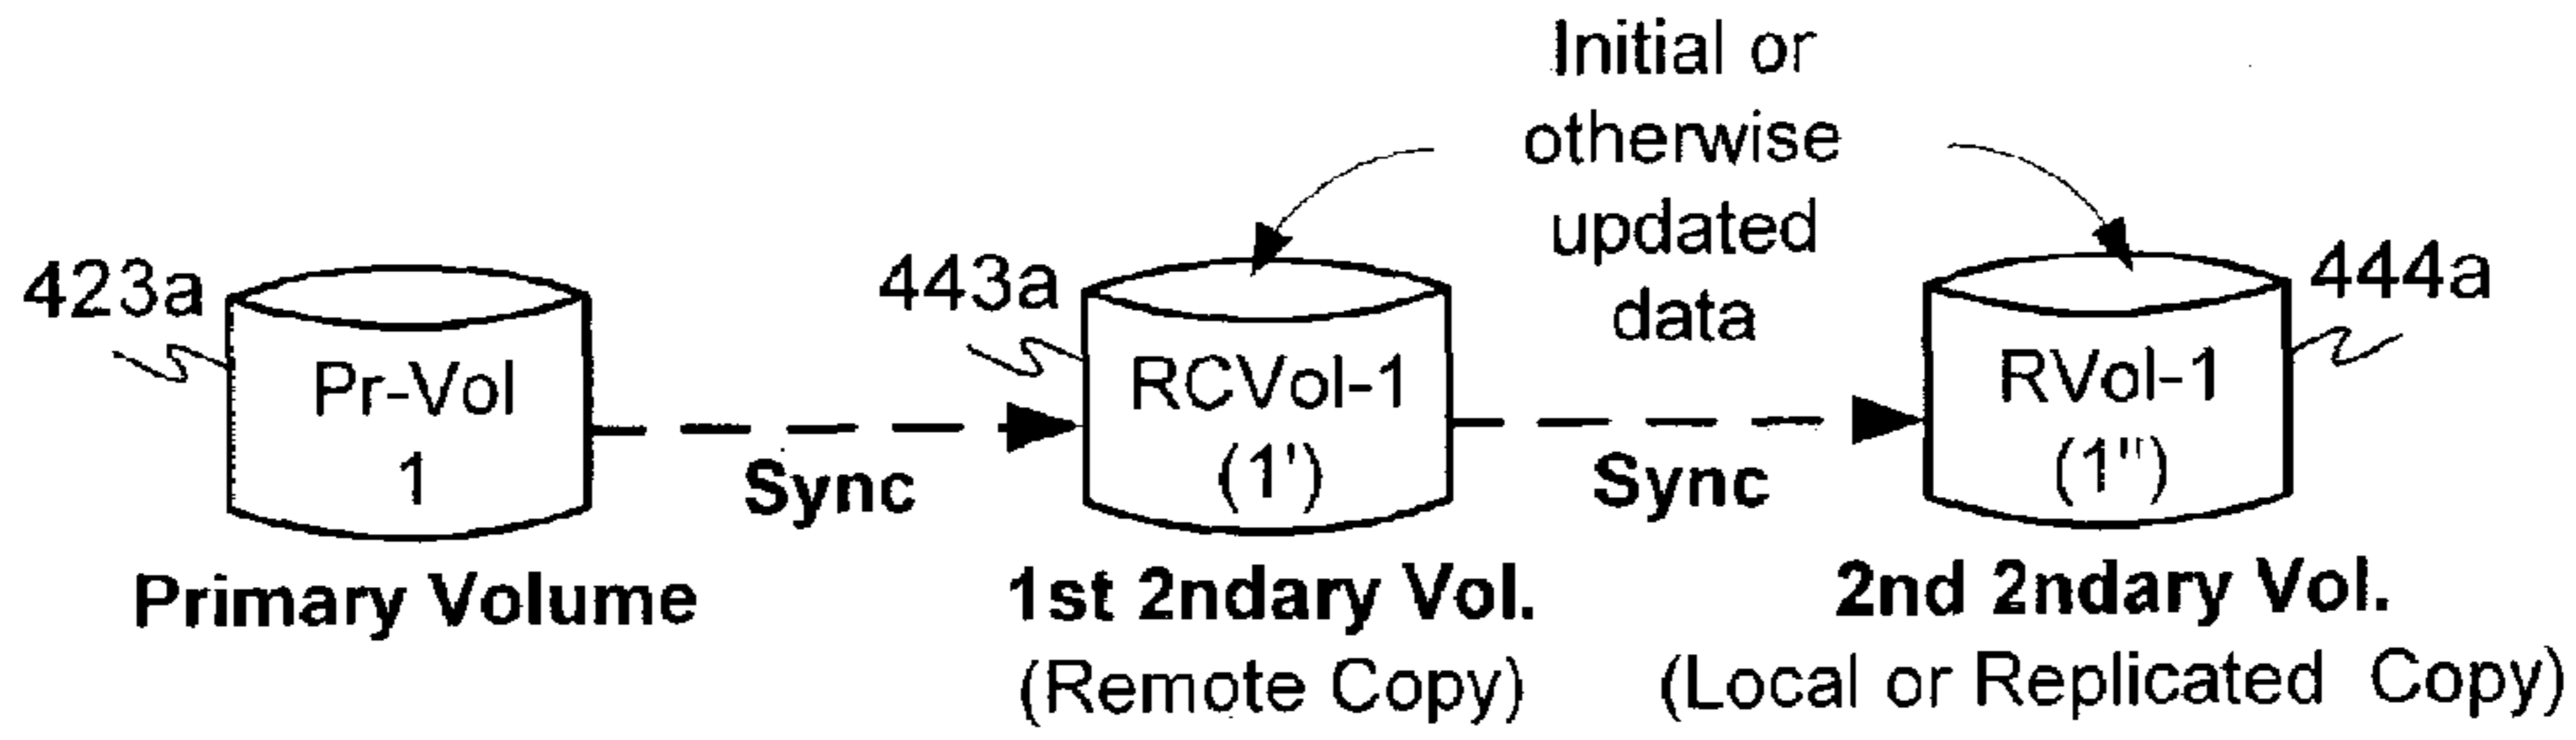 Initial or
otherwise
updated
data
423a
443a
444a
Pr-Vol
1
RCVol-1
(1')
RVol-1
(1")
Sync
Sync
Primary Volume
1st 2ndary Vol.
(Remote Copy)
2nd 2ndary Vol.
(Local or Replicated Copy)